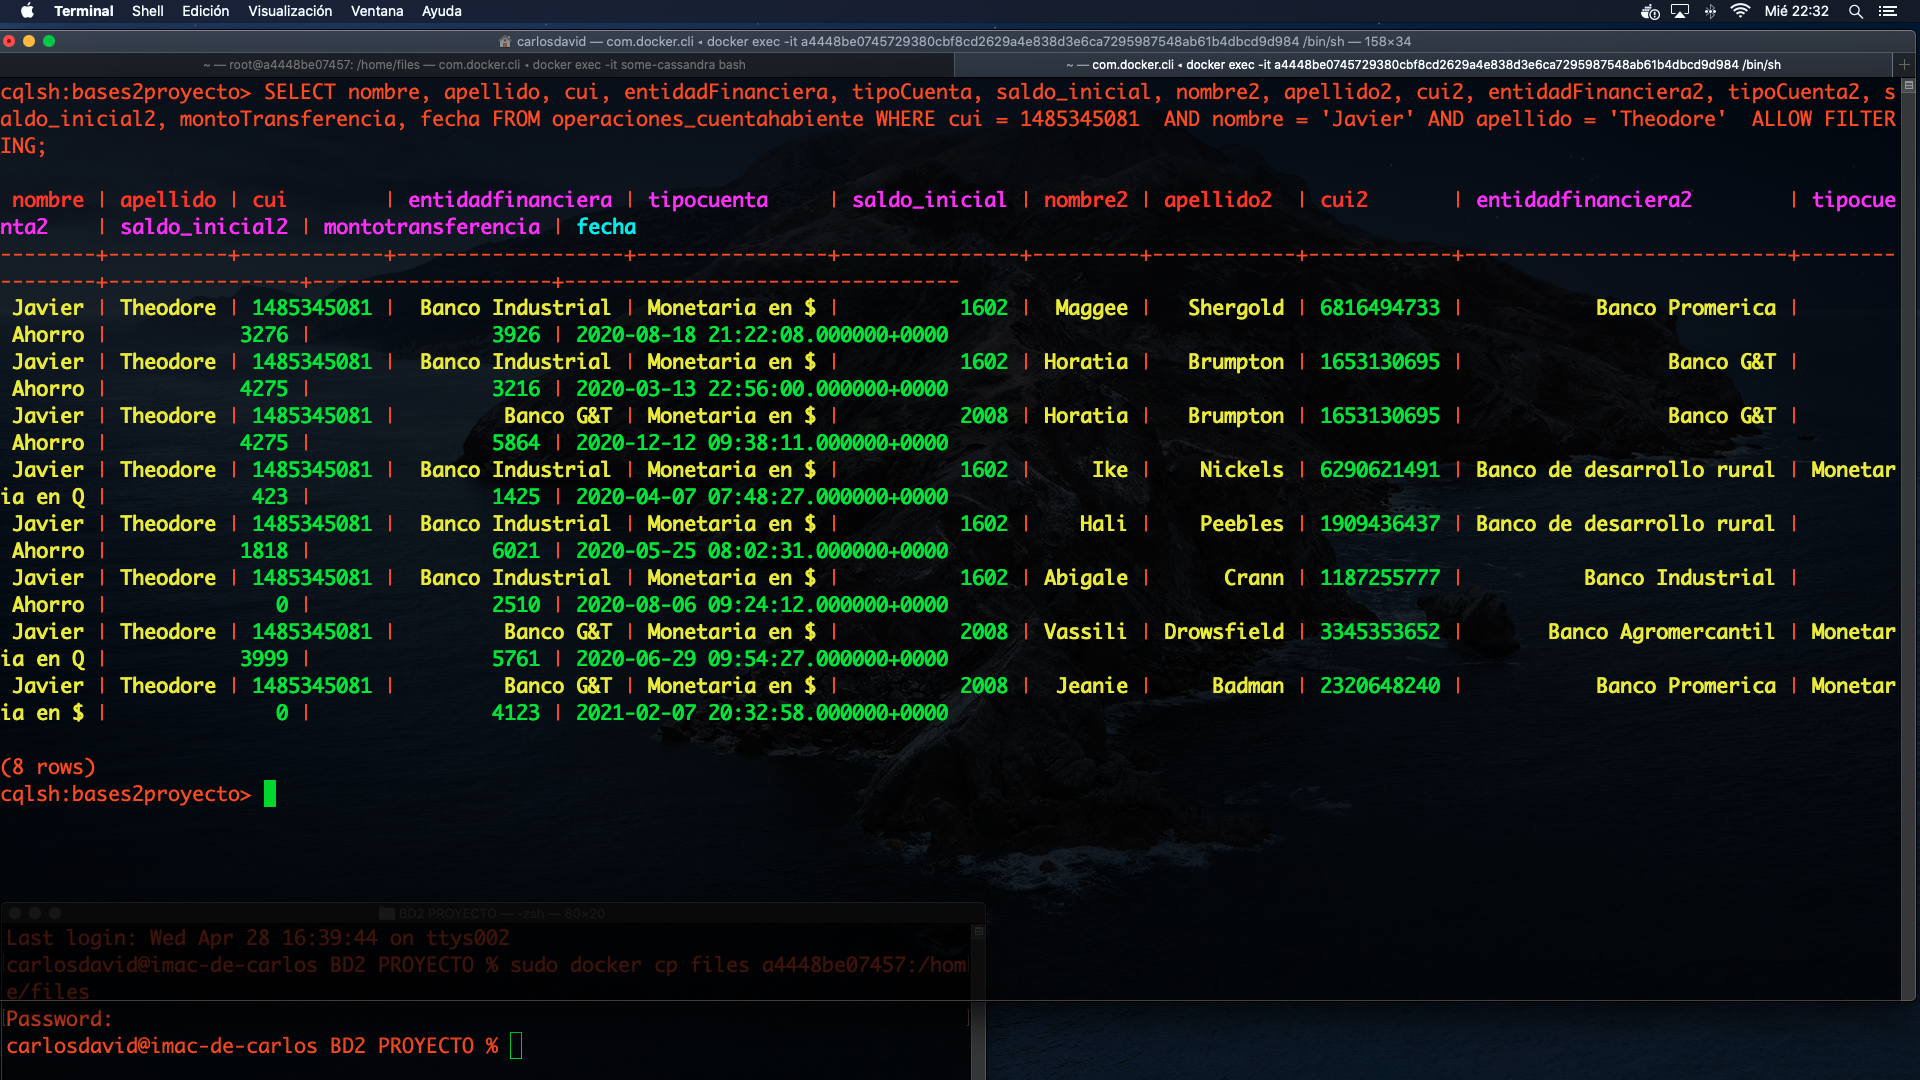 Terminal Shell Edición Visualización Ventana Ayuda Mié 22:32
carlosdavid — com.docker.cli ◂ docker exec -it a4448be0745729380cbf8cd2629a4e838d3e6ca7295987548ab61b4dbcd9d984 /bin/sh — 158×34
~ — root@a4448be07457: /home/files — com.docker.cli ◂ docker exec -it some-cassandra bash
~ — com.docker.cli ◂ docker exec -it a4448be0745729380cbf8cd2629a4e838d3e6ca7295987548ab61b4dbcd9d984 /bin/sh
cqlsh:bases2proyecto> SELECT nombre, apellido, cui, entidadFinanciera, tipoCuenta, saldo_inicial, nombre2, apellido2, cui2, entidadFinanciera2, tipoCuenta2, s
aldo_inicial2, montoTransferencia, fecha FROM operaciones_cuentahabiente WHERE cui = 1485345081  AND nombre = 'Javier' AND apellido = 'Theodore'  ALLOW FILTER
ING;
nombre | apellido | cui | entidadfinanciera | tipocuenta | saldo_inicial | nombre2 | apellido2 | cui2 | entidadfinanciera2 | tipocue
nta2 | saldo_inicial2 | montotransferencia | fecha
--------+----------+------------+-------------------+----------------+---------------+---------+------------+------------+---------------------------+--------
--------+----------------+--------------------+---------------------------------
Javier | Theodore | 1485345081 | Banco Industrial | Monetaria en $ | 1602 | Maggee | Shergold | 6816494733 | Banco Promerica |
Ahorro | 3276 | 3926 | 2020-08-18 21:22:08.000000+0000
Javier | Theodore | 1485345081 | Banco Industrial | Monetaria en $ | 1602 | Horatia | Brumpton | 1653130695 | Banco G&T |
Ahorro | 4275 | 3216 | 2020-03-13 22:56:00.000000+0000
Javier | Theodore | 1485345081 | Banco G&T | Monetaria en $ | 2008 | Horatia | Brumpton | 1653130695 | Banco G&T |
Ahorro | 4275 | 5864 | 2020-12-12 09:38:11.000000+0000
Javier | Theodore | 1485345081 | Banco Industrial | Monetaria en $ | 1602 | Ike | Nickels | 6290621491 | Banco de desarrollo rural | Monetar
ia en Q | 423 | 1425 | 2020-04-07 07:48:27.000000+0000
Javier | Theodore | 1485345081 | Banco Industrial | Monetaria en $ | 1602 | Hali | Peebles | 1909436437 | Banco de desarrollo rural |
Ahorro | 1818 | 6021 | 2020-05-25 08:02:31.000000+0000
Javier | Theodore | 1485345081 | Banco Industrial | Monetaria en $ | 1602 | Abigale | Crann | 1187255777 | Banco Industrial |
Ahorro | 0 | 2510 | 2020-08-06 09:24:12.000000+0000
Javier | Theodore | 1485345081 | Banco G&T | Monetaria en $ | 2008 | Vassili | Drowsfield | 3345353652 | Banco Agromercantil | Monetar
ia en Q | 3999 | 5761 | 2020-06-29 09:54:27.000000+0000
Javier | Theodore | 1485345081 | Banco G&T | Monetaria en $ | 2008 | Jeanie | Badman | 2320648240 | Banco Promerica | Monetar
ia en $ | 0 | 4123 | 2021-02-07 20:32:58.000000+0000
(8 rows)
cqlsh:bases2proyecto>
BD2 PROYECTO — -zsh — 80×20
Last login: Wed Apr 28 16:39:44 on ttys002
carlosdavid@imac-de-carlos BD2 PROYECTO % sudo docker cp files a4448be07457:/hom
e/files
Password:
carlosdavid@imac-de-carlos BD2 PROYECTO %